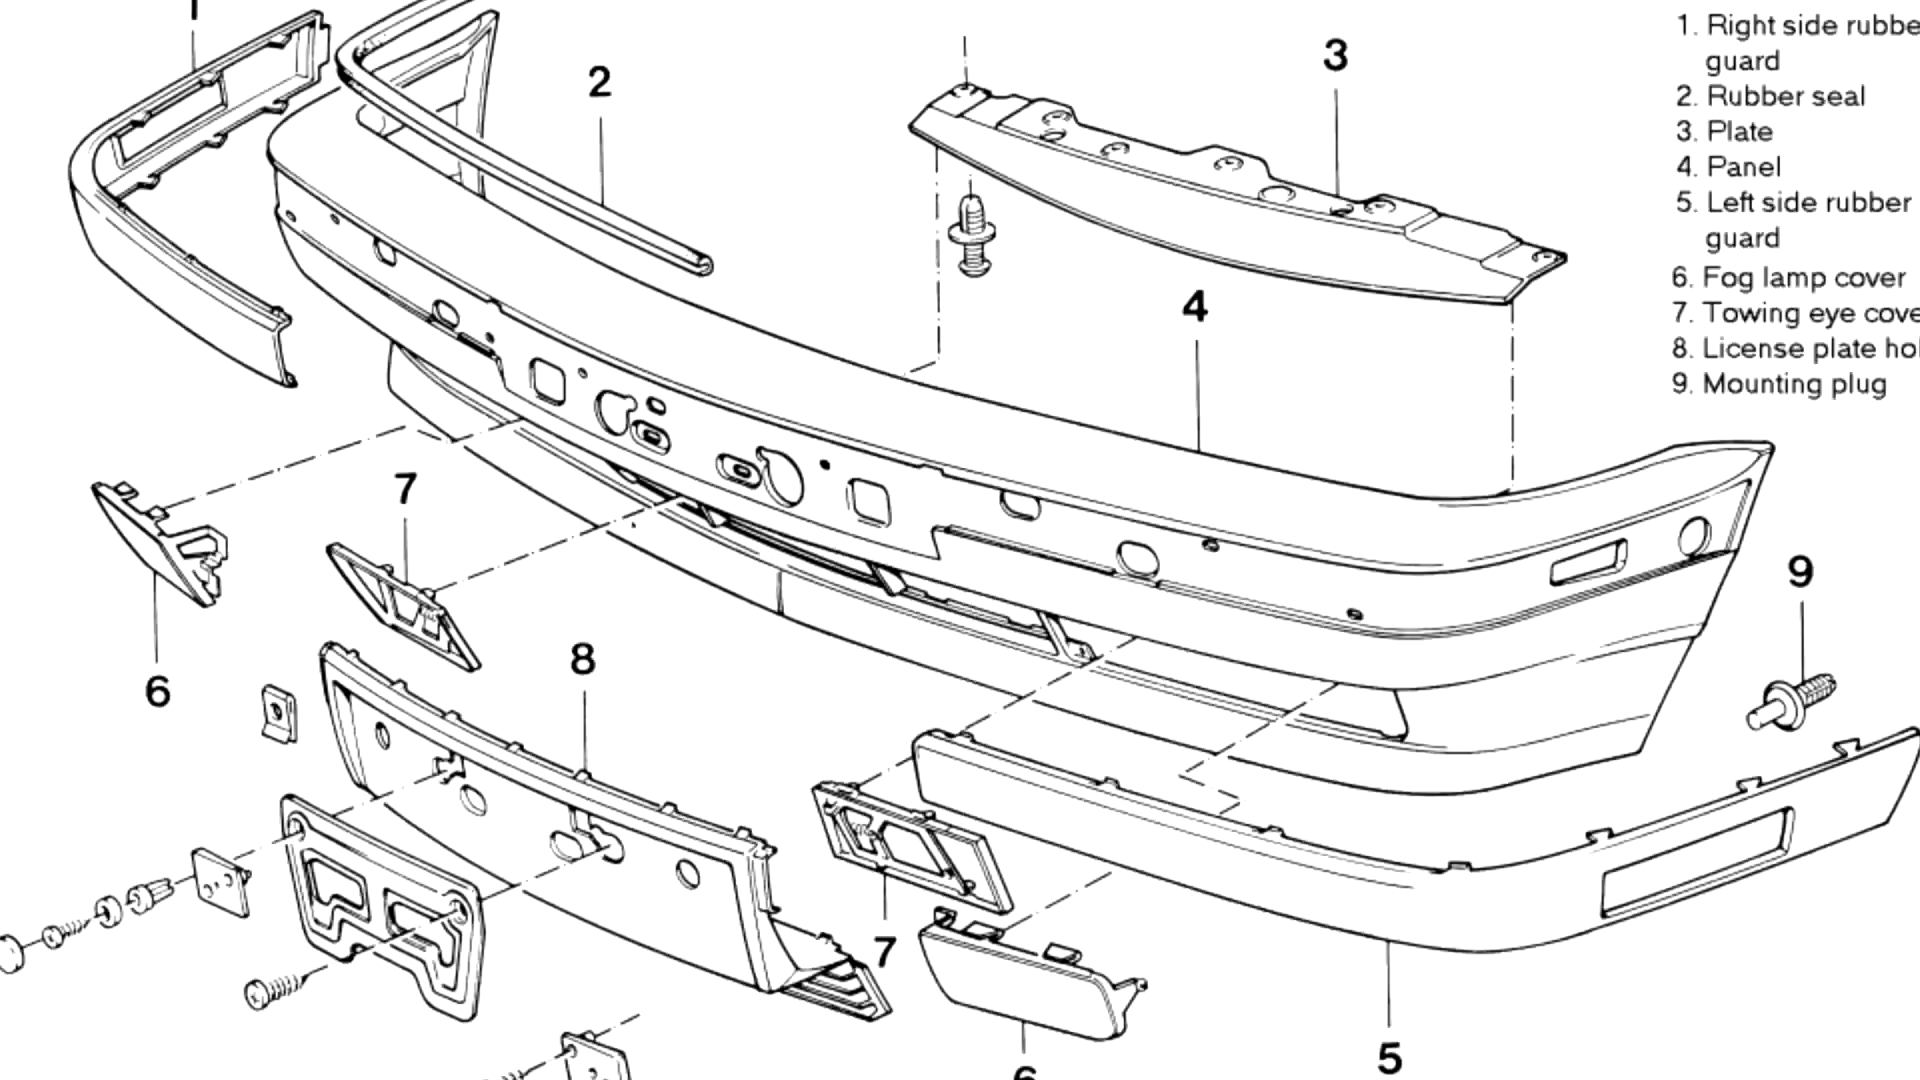 1
2
3
4
6
7
8
9
7
6
5
1. Right side rubbe
guard
2. Rubber seal
3. Plate
4. Panel
5. Left side rubber
guard
6. Fog lamp cover
7. Towing eye cove
8. License plate hol
9. Mounting plug